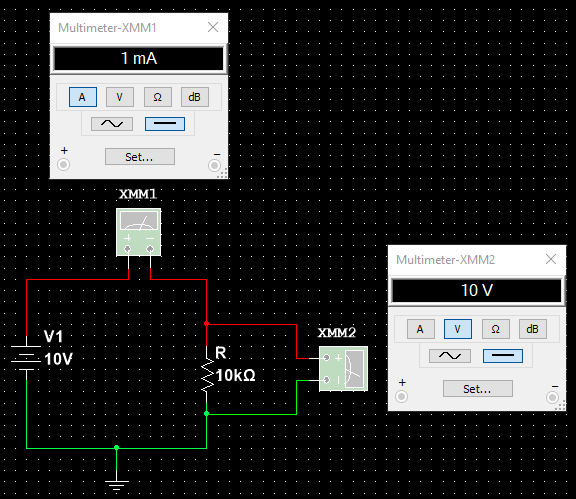 Multimeter-XMM1
1 mA
A V Ω dB
+ −
Set...
XMM1
+ −
Multimeter-XMM2
10 V
A V Ω dB
+ −
Set...
V1
10V
R
10kΩ
XMM2
+
−